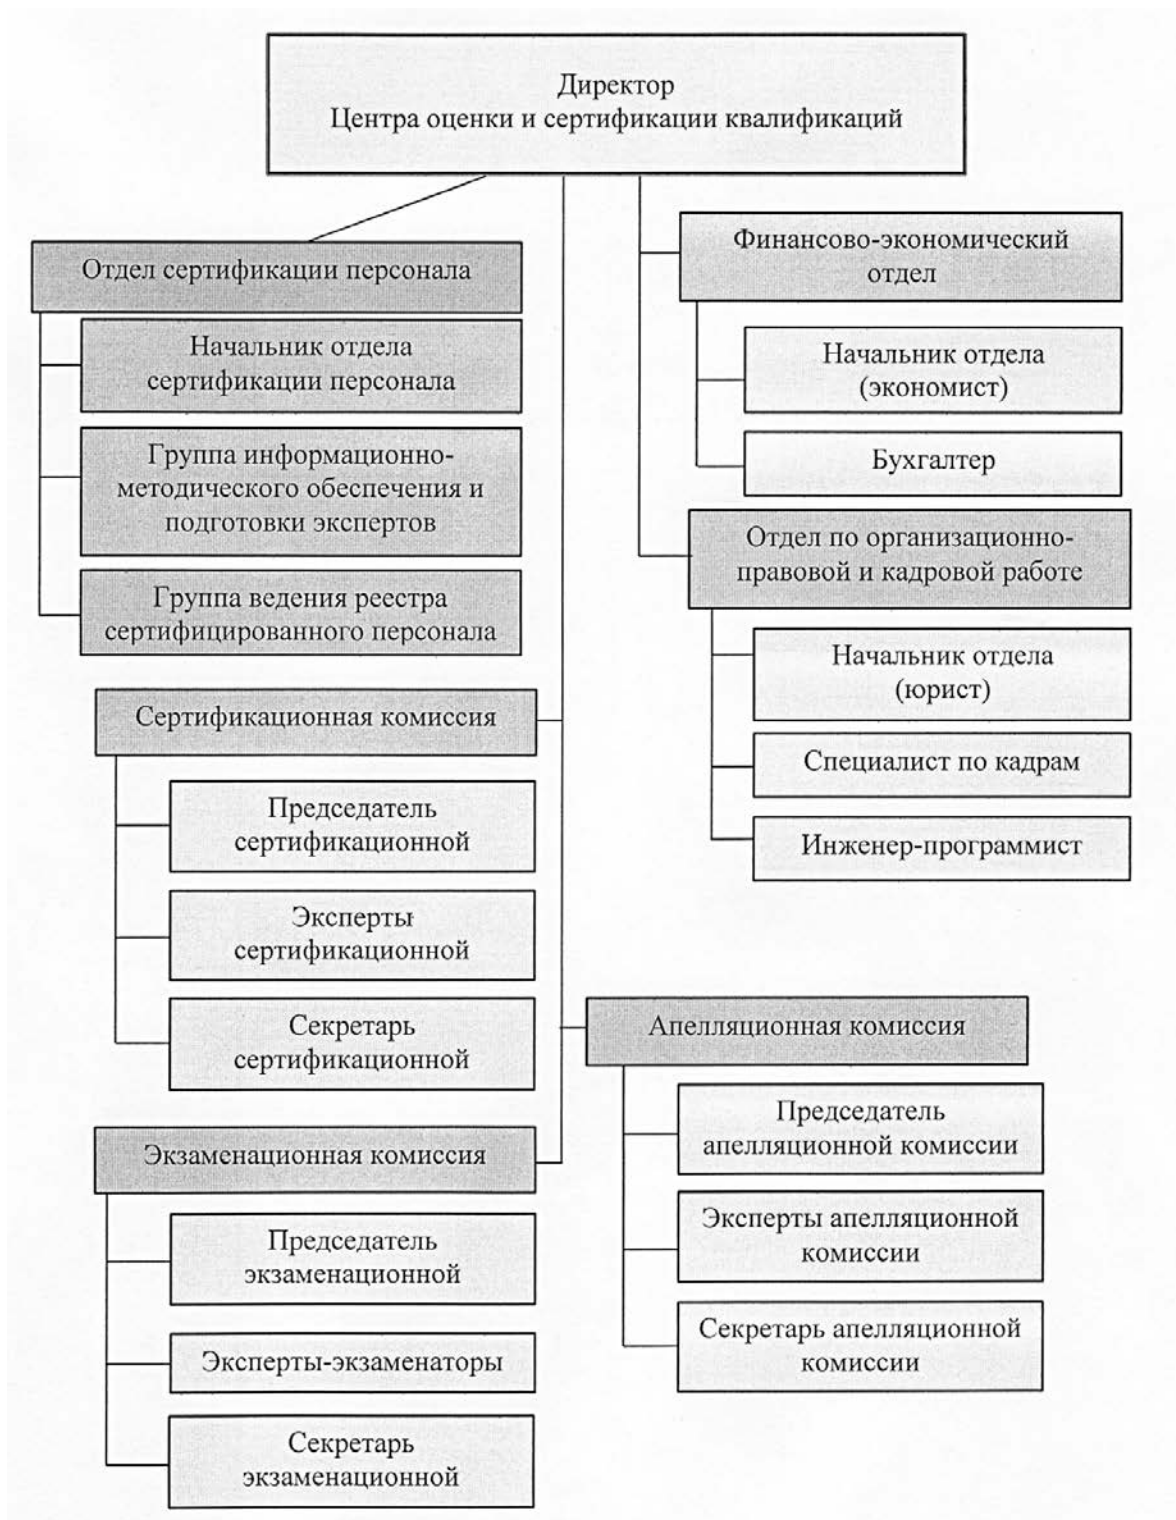 Директор
Центра оценки и сертификации квалификаций
Отдел сертификации персонала
Начальник отдела
сертификации персонала
Группа информационно-
методического обеспечения и
подготовки экспертов
Группа ведения реестра
сертифицированного персонала
Финансово-экономический
отдел
Начальник отдела
(экономист)
Бухгалтер
Отдел по организационно-
правовой и кадровой работе
Начальник отдела
(юрист)
Специалист по кадрам
Инженер-программист
Сертификационная комиссия
Председатель
сертификационной
Эксперты
сертификационной
Секретарь
сертификационной
Апелляционная комиссия
Председатель
апелляционной комиссии
Эксперты апелляционной
комиссии
Секретарь апелляционной
комиссии
Экзаменационная комиссия
Председатель
экзаменационной
Эксперты-экзаменаторы
Секретарь
экзаменационной